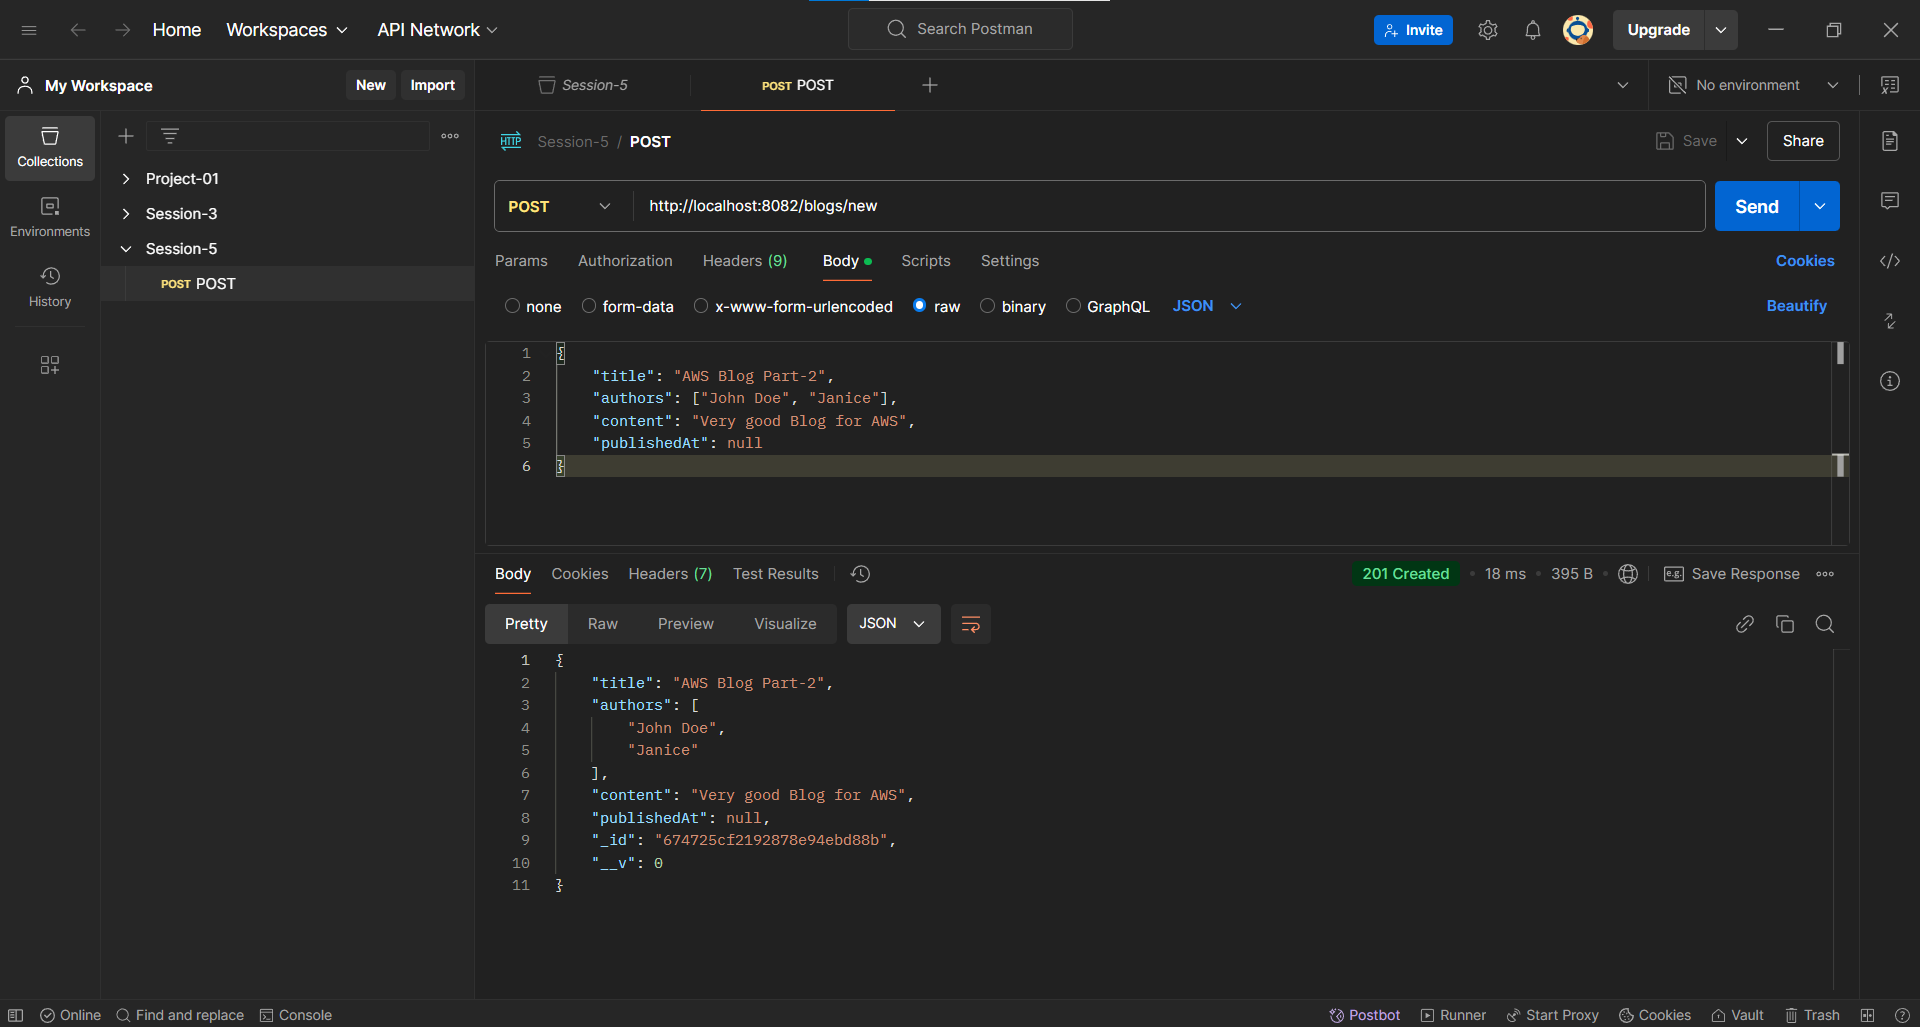 Home Workspaces API Network Search Postman Invite Upgrade
My Workspace New Import Session-5 POST POST No environment
Collections
Environments
History
Project-01
Session-3
Session-5
POST POST
HTTP Session-5 / POST Save Share
POST http://localhost:8082/blogs/new Send
Params Authorization Headers (9) Body Scripts Settings Cookies
none form-data x-www-form-urlencoded raw binary GraphQL JSON Beautify
1 {
2 "title": "AWS Blog Part-2",
3 "authors": ["John Doe", "Janice"],
4 "content": "Very good Blog for AWS",
5 "publishedAt": null
6 }
Body Cookies Headers (7) Test Results 201 Created • 18 ms • 395 B • e.g. Save Response
Pretty Raw Preview Visualize JSON
1 {
2 "title": "AWS Blog Part-2",
3 "authors": [
4 "John Doe",
5 "Janice"
6 ],
7 "content": "Very good Blog for AWS",
8 "publishedAt": null,
9 "_id": "674725cf2192878e94ebd88b",
10 "__v": 0
11 }
Online Find and replace Console Postbot Runner Start Proxy Cookies Vault Trash